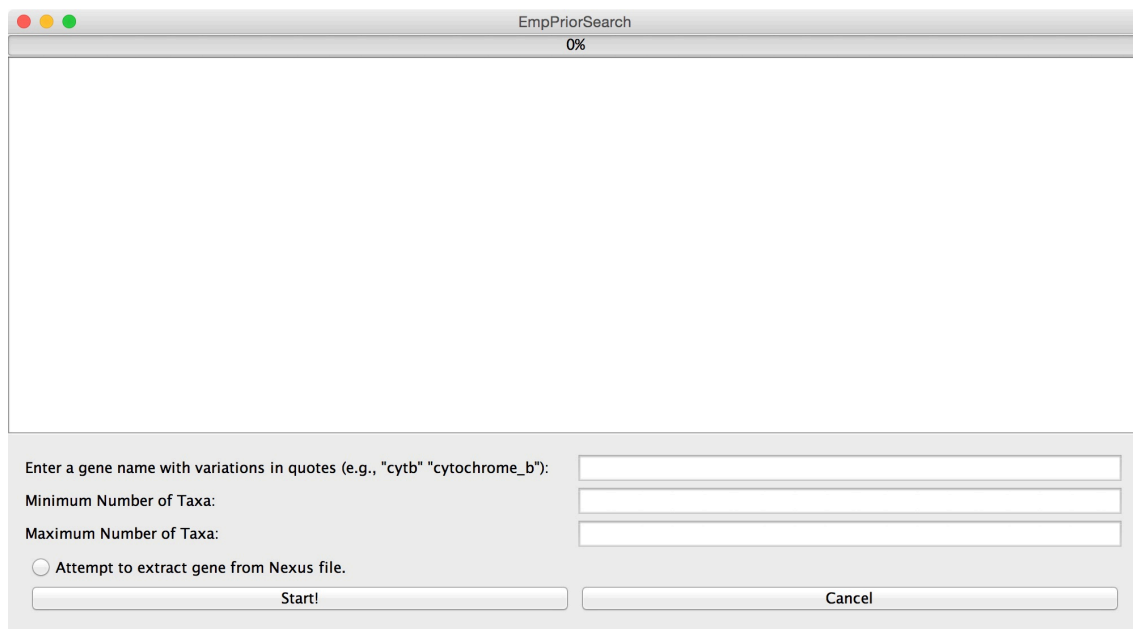 EmpPriorSearch
0%
Enter a gene name with variations in quotes (e.g., "cytb" "cytochrome_b"):
Minimum Number of Taxa:
Maximum Number of Taxa:
Attempt to extract gene from Nexus file.
Start! Cancel